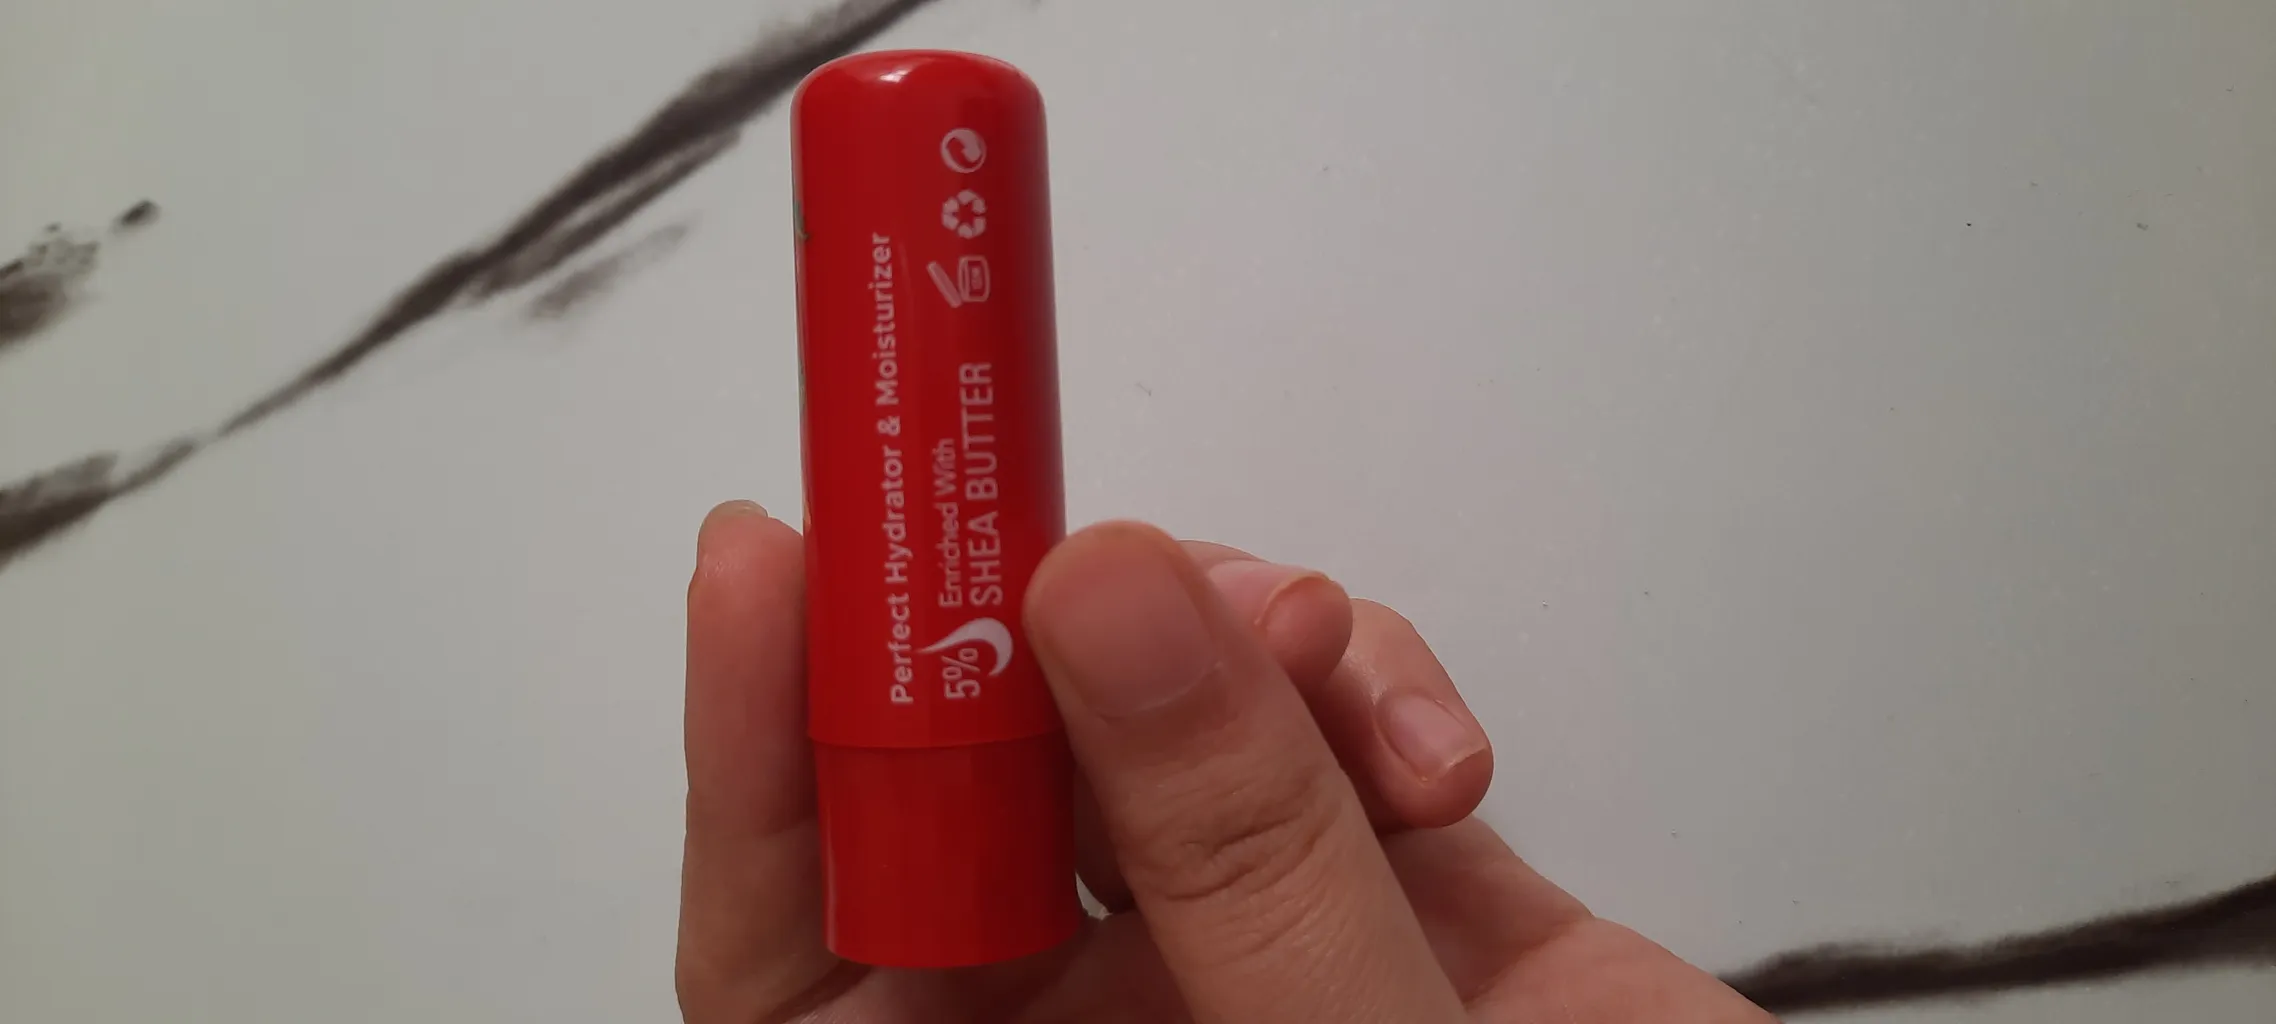 Perfect Hydrator & Moisturizer
5% Enriched With
SHEA BUTTER